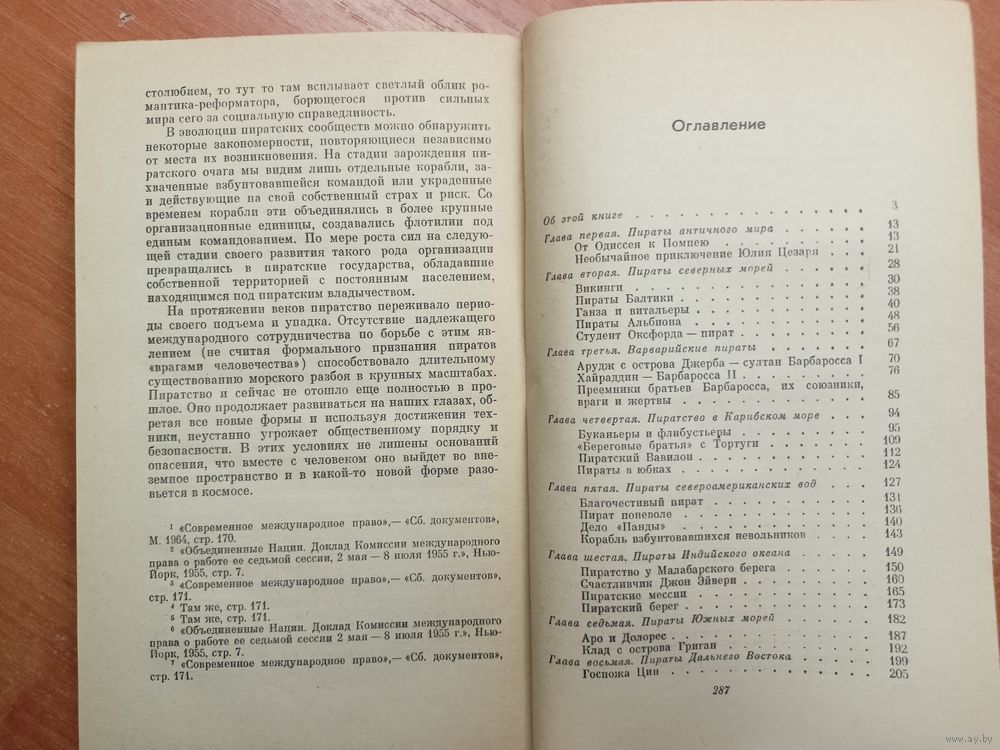 столюбием, то тут то там всплывает светлый облик ро-
мантика-реформатора, борющегося против сильных
мира сего за социальную справедливость.
В эволюции пиратских сообществ можно обнаружить
некоторые закономерности, повторяющиеся независимо
от места их возникновения. На стадии зарождения пи-
ратского очага мы видим лишь отдельные корабли, за-
хваченные взбунтовавшейся командой или украденные
и действующие на свой собственный страх и риск. Со
временем корабли эти объединялись в более крупные
организационные единицы, создавались флотилии под
единым командованием. По мере роста сил на следую-
щей стадии своего развития такого рода организации
превращались в пиратские государства, обладавшие
собственной территорией с постоянным населением,
находящимся под пиратским владычеством.
На протяжении веков пиратство переживало перио-
ды своего подъема и упадка. Отсутствие надлежащего
международного сотрудничества по борьбе с этим яв-
лением (не считая формального признания пиратов
«врагами человечества») способствовало длительному
существованию морского разбоя в крупных масштабах.
Пиратство и сейчас не отошло еще полностью в про-
шлое. Оно продолжает развиваться на наших глазах, об-
ретая все новые формы и используя достижения тех-
ники, неустанно угрожает общественному порядку и
безопасности. В этих условиях не лишены оснований
опасения, что вместе с человеком оно выйдет во вне-
земное пространство и в какой-то новой форме разо-
вьется в космосе.
1 «Современное международное право»,— «Сб. документов»,
М. 1964, стр. 170.
2 «Объединенные Нации. Доклад Комиссии международного
права о работе ее седьмой сессии, 2 мая — 8 июля 1955 г.», Нью-
Йорк, 1955, стр. 7.
3 «Современное международное право»,— «Сб. документов»,
стр. 171.
4 Там же, стр. 171.
5 Там же, стр. 171.
6 «Объединенные Нации. Доклад Комиссии международного
права о работе ее седьмой сессии 2 мая — 8 июля 1955 г.», Нью-
Йорк, 1955, стр. 7.
7 «Современное международное право»,— «Сб. документов»,
стр. 171.
Оглавление
Об этой книге . . . . . . . . . . . . . . . 3
Глава первая. Пираты античного мира . . . . . . 13
От Одиссея к Помпею . . . . . . . . . . . 13
Необычайное приключение Юлия Цезаря . . . 21
Глава вторая. Пираты северных морей . . . . . . 28
Викинги . . . . . . . . . . . . . . . 30
Пираты Балтики . . . . . . . . . . . . . 38
Ганза и витальеры . . . . . . . . . . . . 40
Пираты Альбиона . . . . . . . . . . . . 48
Студент Оксфорда — пират . . . . . . . . . 56
Глава третья. Варварийские пираты . . . . . . . 67
Арудж с острова Джерба — султан Барбаросса I 70
Хайраддин — Барбаросса II . . . . . . . . . 76
Преемники братьев Барбаросса, их союзники,
враги и жертвы . . . . . . . . . . . . . 85
Глава четвертая. Пиратство в Карибском море . . . 94
Буканьеры и флибустьеры . . . . . . . . . 95
«Береговые братья» с Тортуги . . . . . . . . 109
Пиратский Вавилон . . . . . . . . . . . . 112
Пираты в юбках . . . . . . . . . . . . . 124
Глава пятая. Пираты североамериканских вод . . . 127
Благочестивый пират . . . . . . . . . . . 131
Пират поневоле . . . . . . . . . . . . . 136
Дело «Панды» . . . . . . . . . . . . . 140
Корабль взбунтовавшихся невольников . . . . 143
Глава шестая. Пираты Индийского океана . . . . 149
Пиратство у Малабарского берега . . . . . . 150
Счастливчик Джон Эйвери . . . . . . . . . 160
Пиратские мессии . . . . . . . . . . . . 165
Пиратский берег . . . . . . . . . . . . . 173
Глава седьмая. Пираты Южных морей . . . . . . 182
Аро и Долорес . . . . . . . . . . . . . 187
Клад с острова Григан . . . . . . . . . . . 192
Глава восьмая. Пираты Дальнего Востока . . . . . 199
Госпожа Цин . . . . . . . . . . . . . . 205
287
www.ay.by